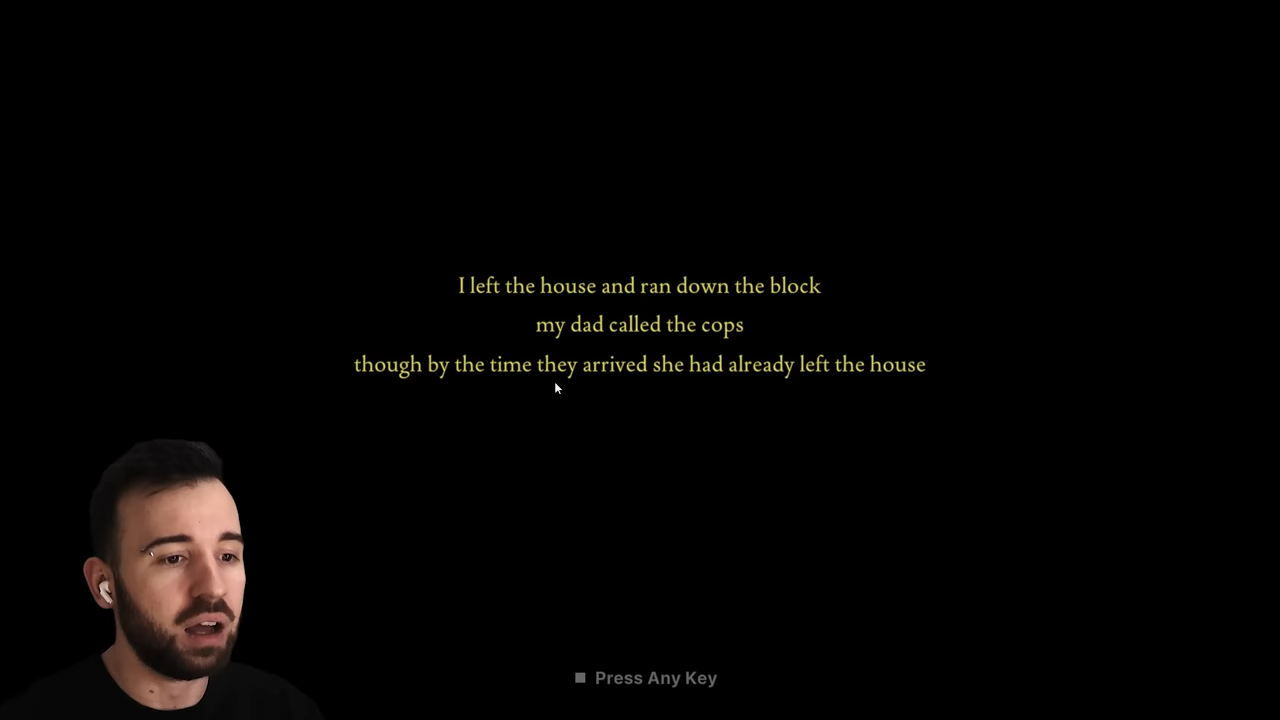 I left the house and ran down the block
my dad called the cops
though by the time they arrived she had already left the house
Press Any Key